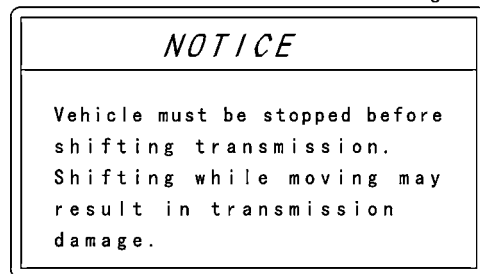 NOTICE
Vehicle must be stopped before
shifting transmission.
Shifting while moving may
result in transmission
damage.